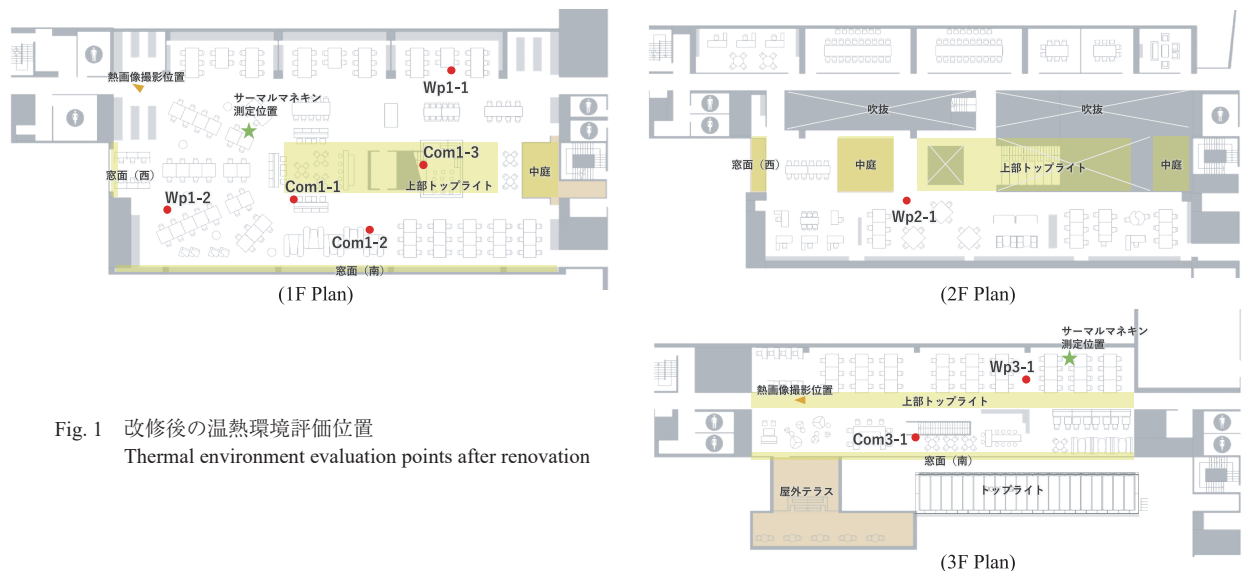 熱画像撮影位置
サーマルマネキン
測定位置
Wp1-1
Com1-3
窓面（西）
上部トップライト
中庭
Com1-1
Wp1-2
Com1-2
窓面（南）
(1F Plan)
吹抜
吹抜
窓面（西）
中庭
上部トップライト
中庭
Wp2-1
(2F Plan)
サーマルマネキン
測定位置
Wp3-1
熱画像撮影位置
上部トップライト
Com3-1
窓面（南）
屋外テラス
トップライト
(3F Plan)
Fig. 1 改修後の温熱環境評価位置
Thermal environment evaluation points after renovation